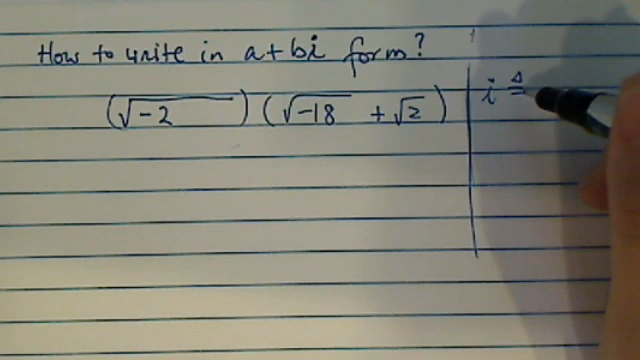 How to write in a+bi form?
(√-2 ) (√-18 + √2)
i ≜